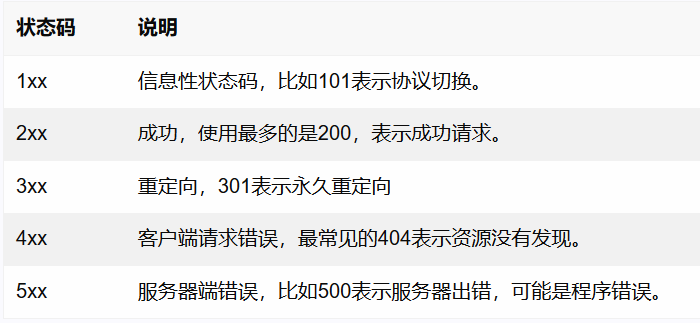 状态码 说明
1xx 信息性状态码，比如101表示协议切换。
2xx 成功，使用最多的是200，表示成功请求。
3xx 重定向，301表示永久重定向
4xx 客户端请求错误，最常见的404表示资源没有发现。
5xx 服务器端错误，比如500表示服务器出错，可能是程序错误。